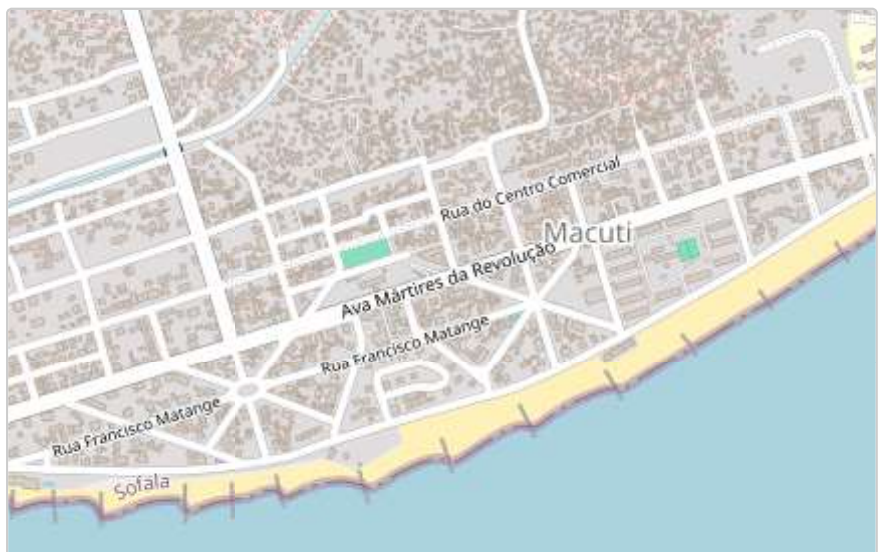 Rua do Centro Comercial
Macuti
Ava Mártires da Revolução
Rua Francisco Matange
Rua Francisco Matange
Sofala